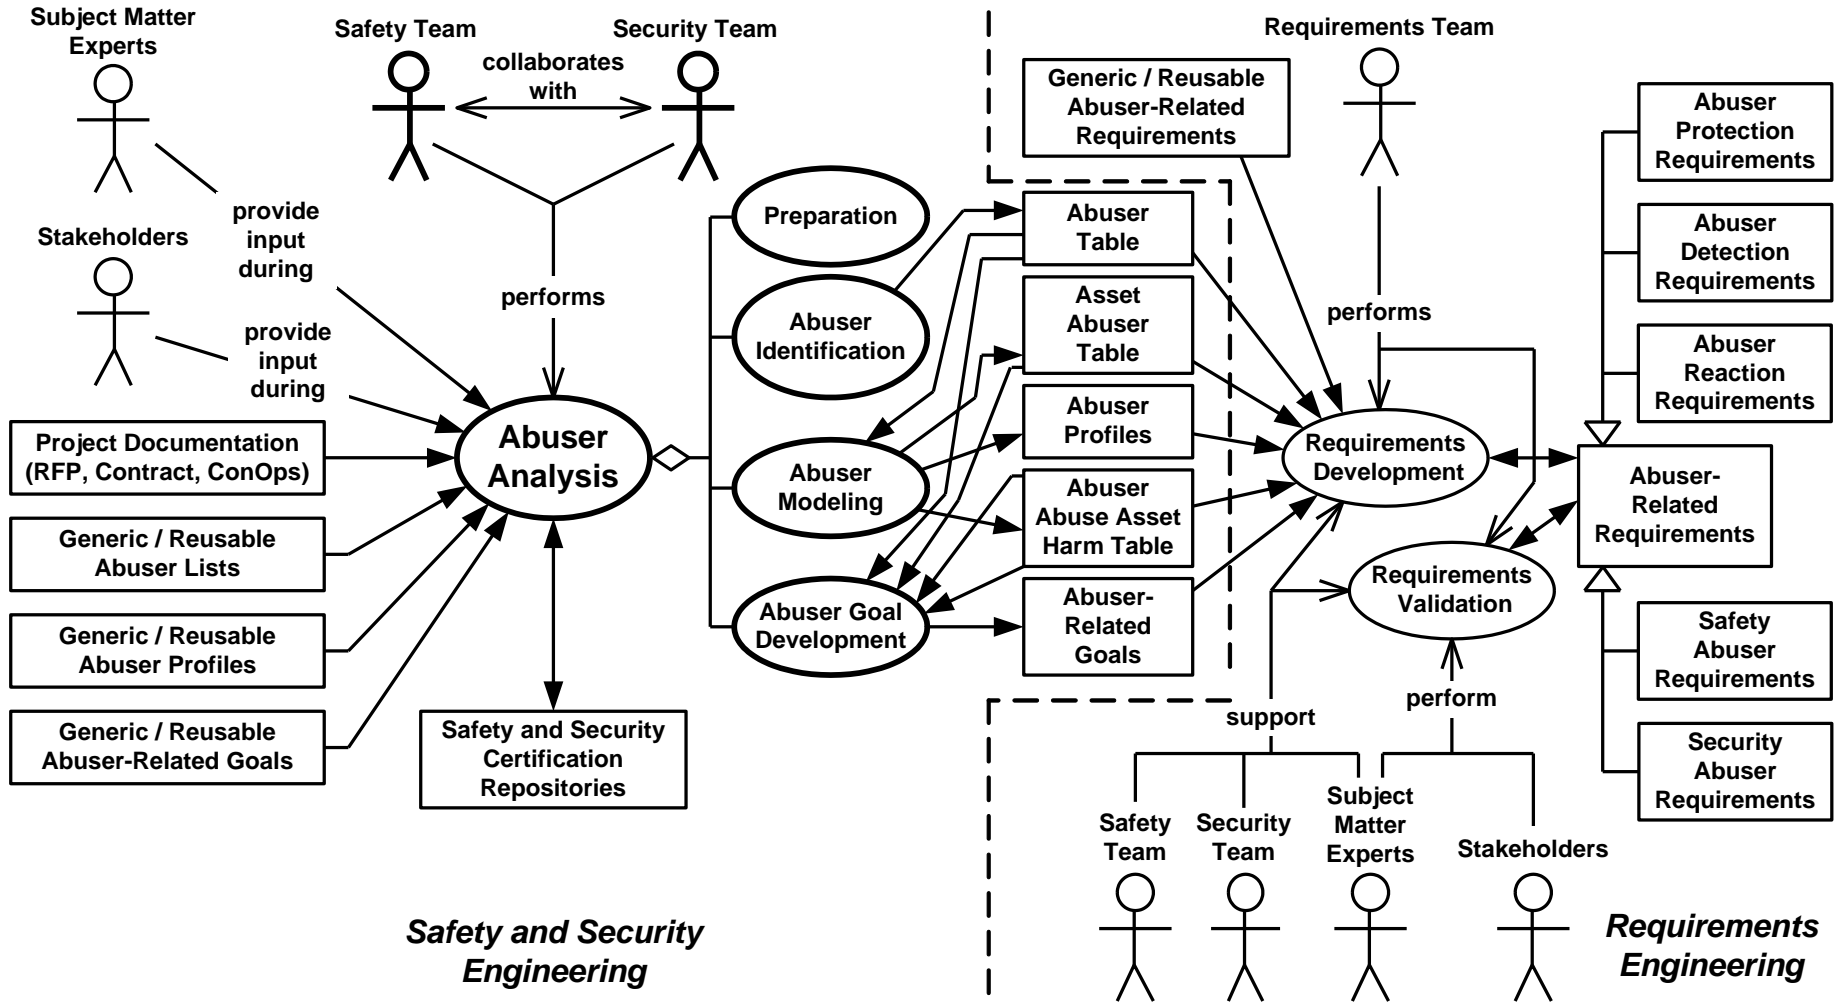 Subject Matter
Experts
Safety Team
Security Team
collaborates
with
Stakeholders
provide
input
during
provide
input
during
performs
Project Documentation
(RFP, Contract, ConOps)
Generic / Reusable
Abuser Lists
Generic / Reusable
Abuser Profiles
Generic / Reusable
Abuser-Related Goals
Abuser
Analysis
Safety and Security
Certification
Repositories
Preparation
Abuser
Identification
Abuser
Modeling
Abuser Goal
Development
Generic / Reusable
Abuser-Related
Requirements
Abuser
Table
Asset
Abuser
Table
Abuser
Profiles
Abuser
Abuse Asset
Harm Table
Abuser-
Related
Goals
Requirements Team
performs
Requirements
Development
Requirements
Validation
support
perform
Safety
Team
Security
Team
Subject
Matter
Experts
Stakeholders
Abuser
Protection
Requirements
Abuser
Detection
Requirements
Abuser
Reaction
Requirements
Abuser-
Related
Requirements
Safety
Abuser
Requirements
Security
Abuser
Requirements
Safety and Security
Engineering
Requirements
Engineering